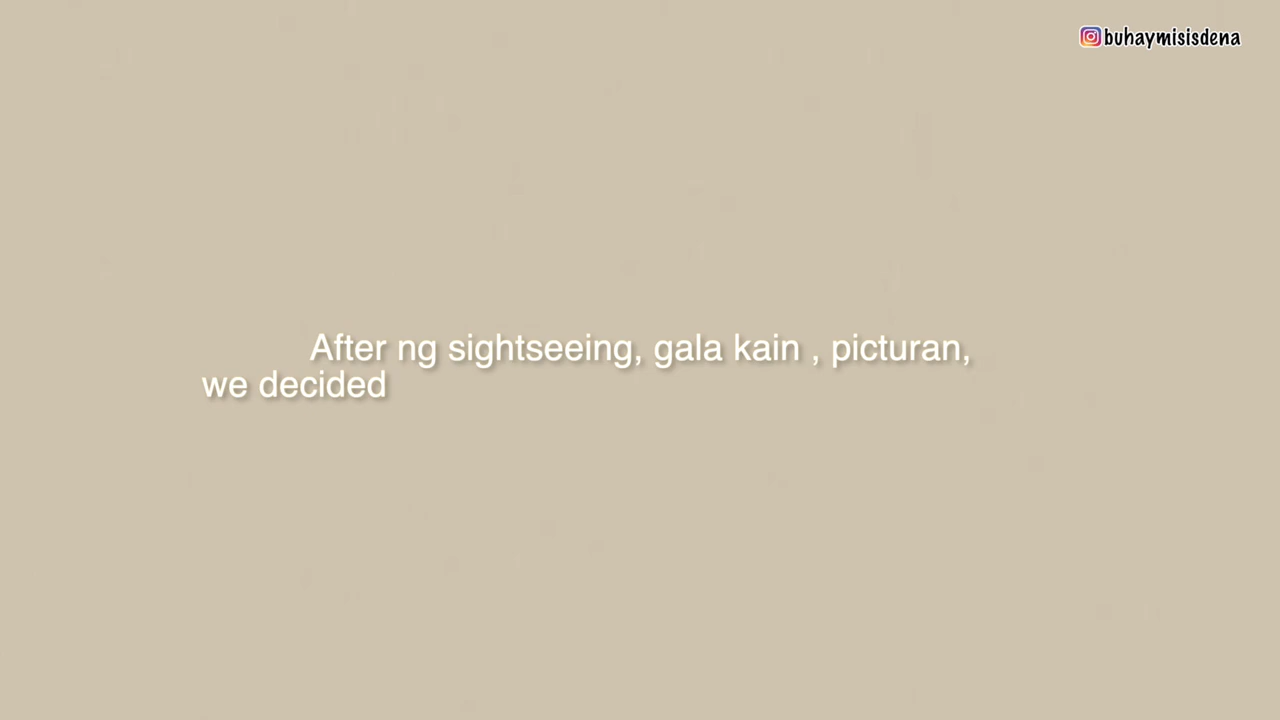 buhaymisisdena
After ng sightseeing, gala kain , picturan,
we decided